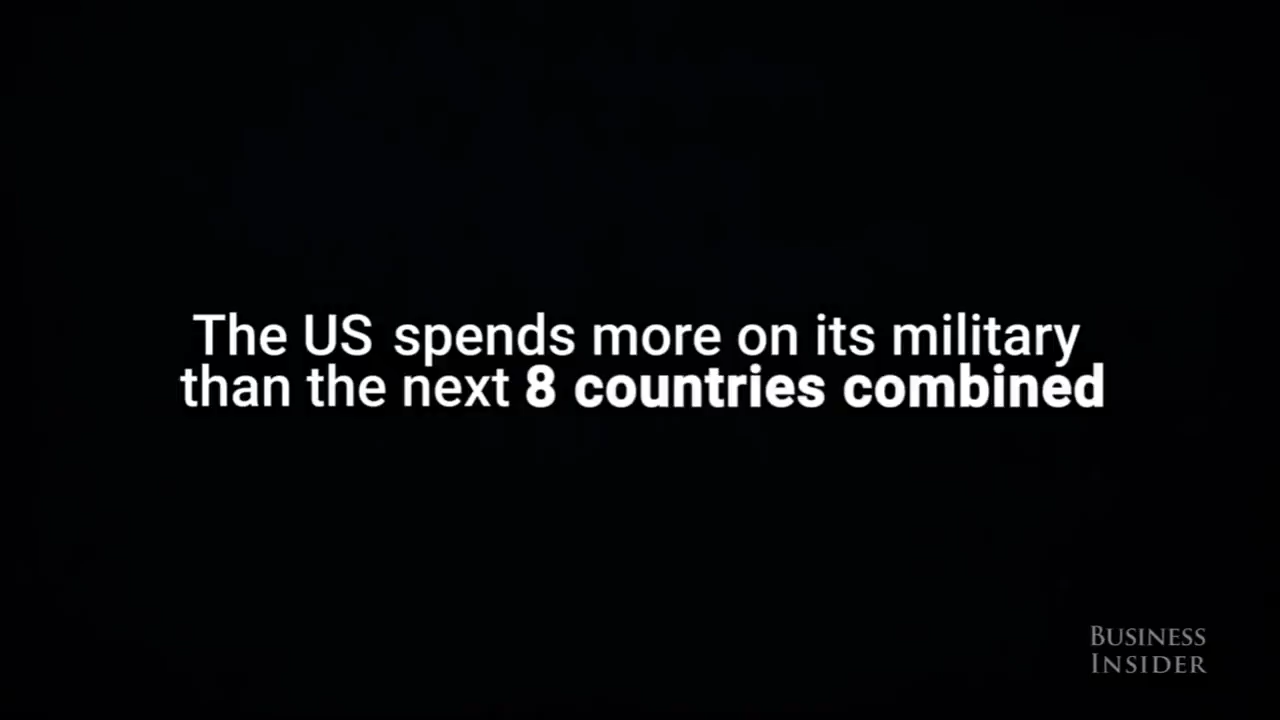 The US spends more on its military
than the next 8 countries combined
BUSINESS
INSIDER